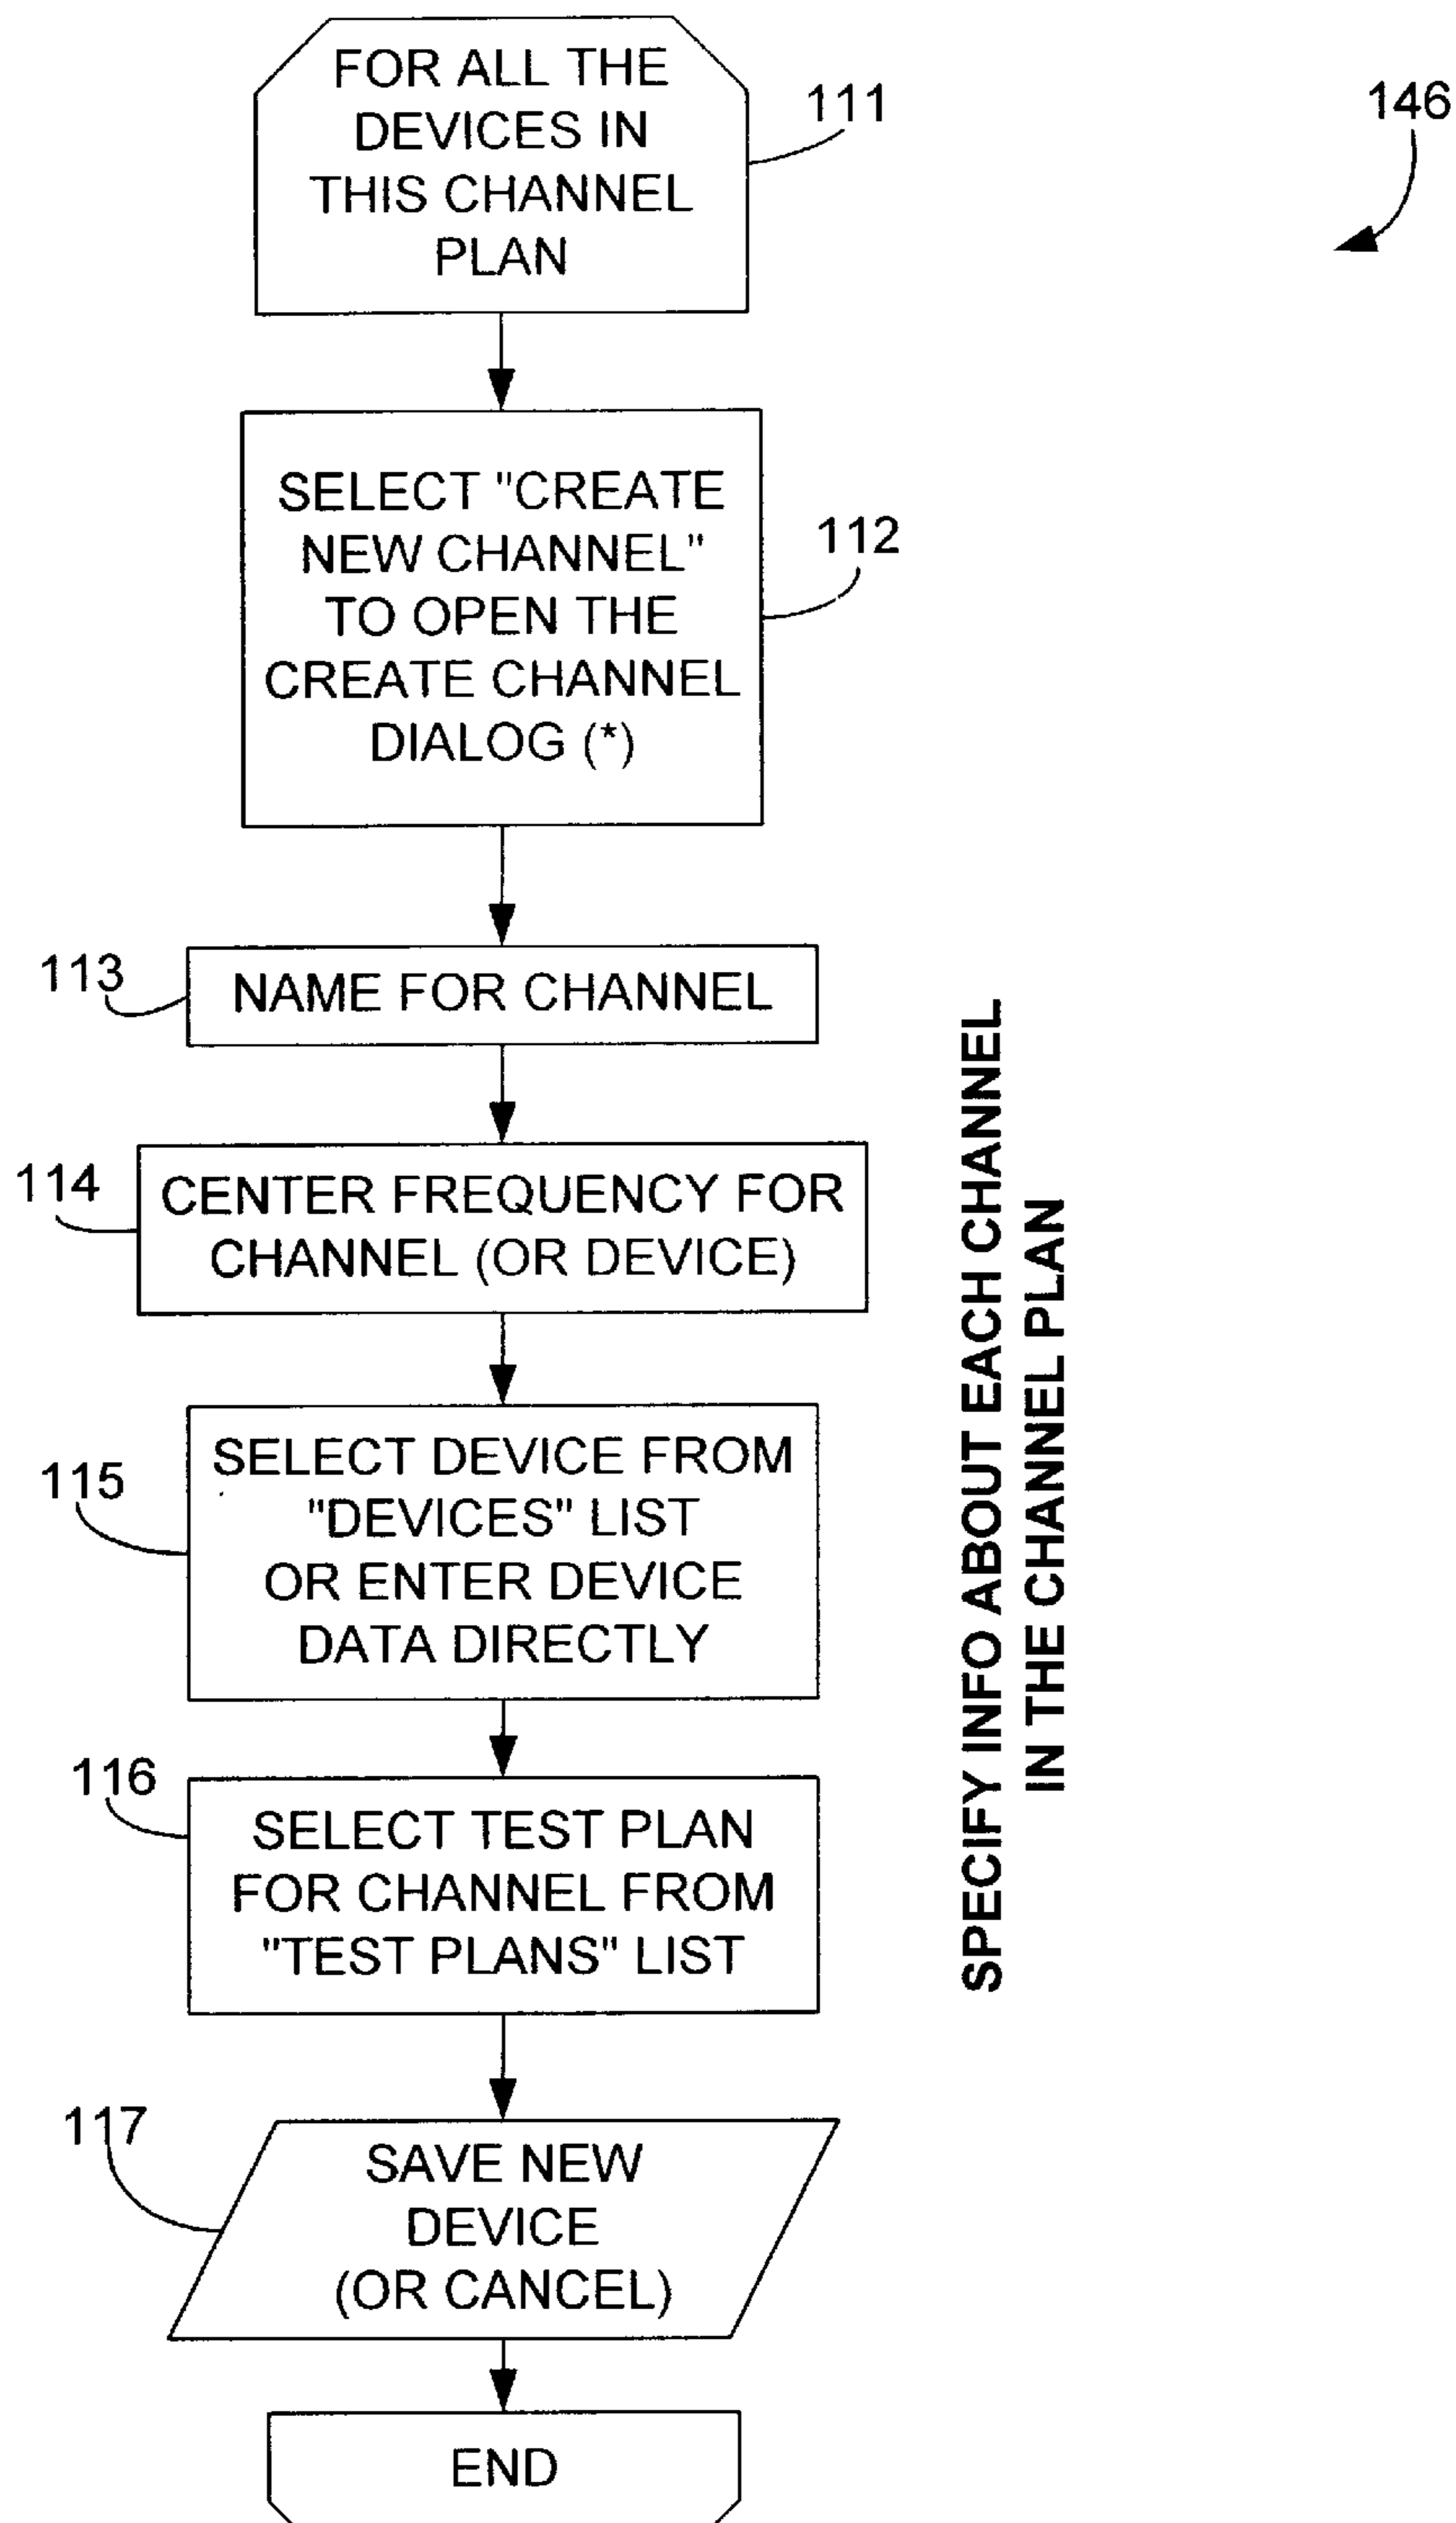 FOR ALL THE
DEVICES IN
THIS CHANNEL
PLAN
111
146
SELECT "CREATE
NEW CHANNEL"
TO OPEN THE
CREATE CHANNEL
DIALOG (*)
112
113
NAME FOR CHANNEL
114
CENTER FREQUENCY FOR
CHANNEL (OR DEVICE)
115
SELECT DEVICE FROM
"DEVICES" LIST
OR ENTER DEVICE
DATA DIRECTLY
116
SELECT TEST PLAN
FOR CHANNEL FROM
"TEST PLANS" LIST
117
SAVE NEW
DEVICE
(OR CANCEL)
END
SPECIFY INFO ABOUT EACH CHANNEL
IN THE CHANNEL PLAN